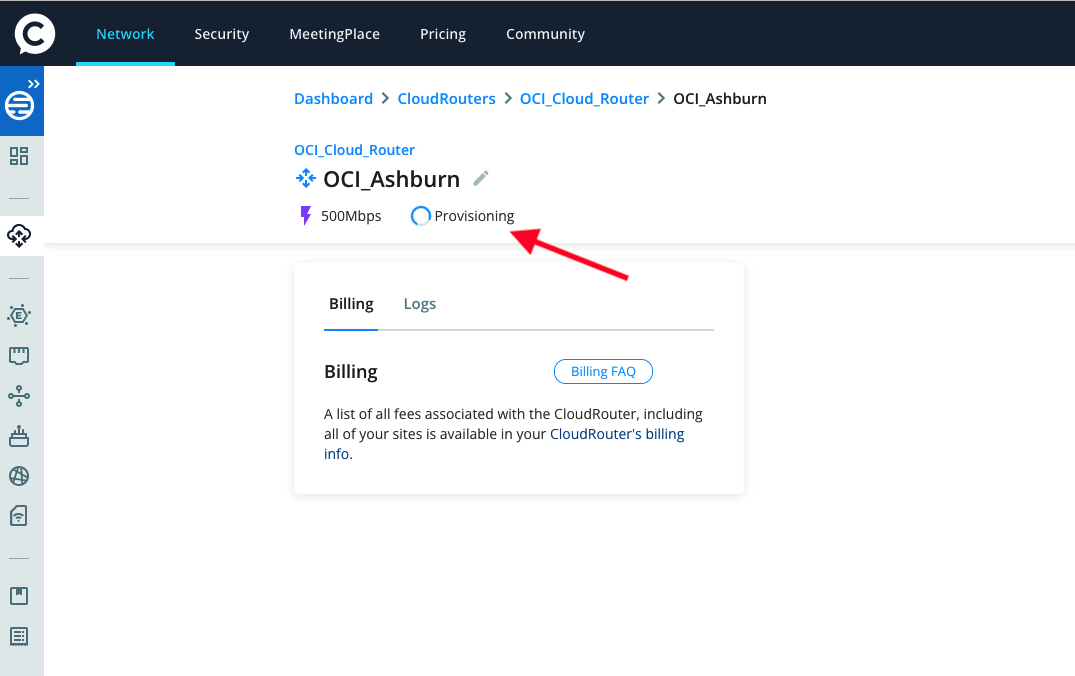 C
Network Security MeetingPlace Pricing Community
Dashboard > CloudRouters > OCI_Cloud_Router > OCI_Ashburn
OCI_Cloud_Router
OCI_Ashburn
500Mbps Provisioning
Billing Logs
Billing Billing FAQ
A list of all fees associated with the CloudRouter, including
all of your sites is available in your CloudRouter's billing
info.
E